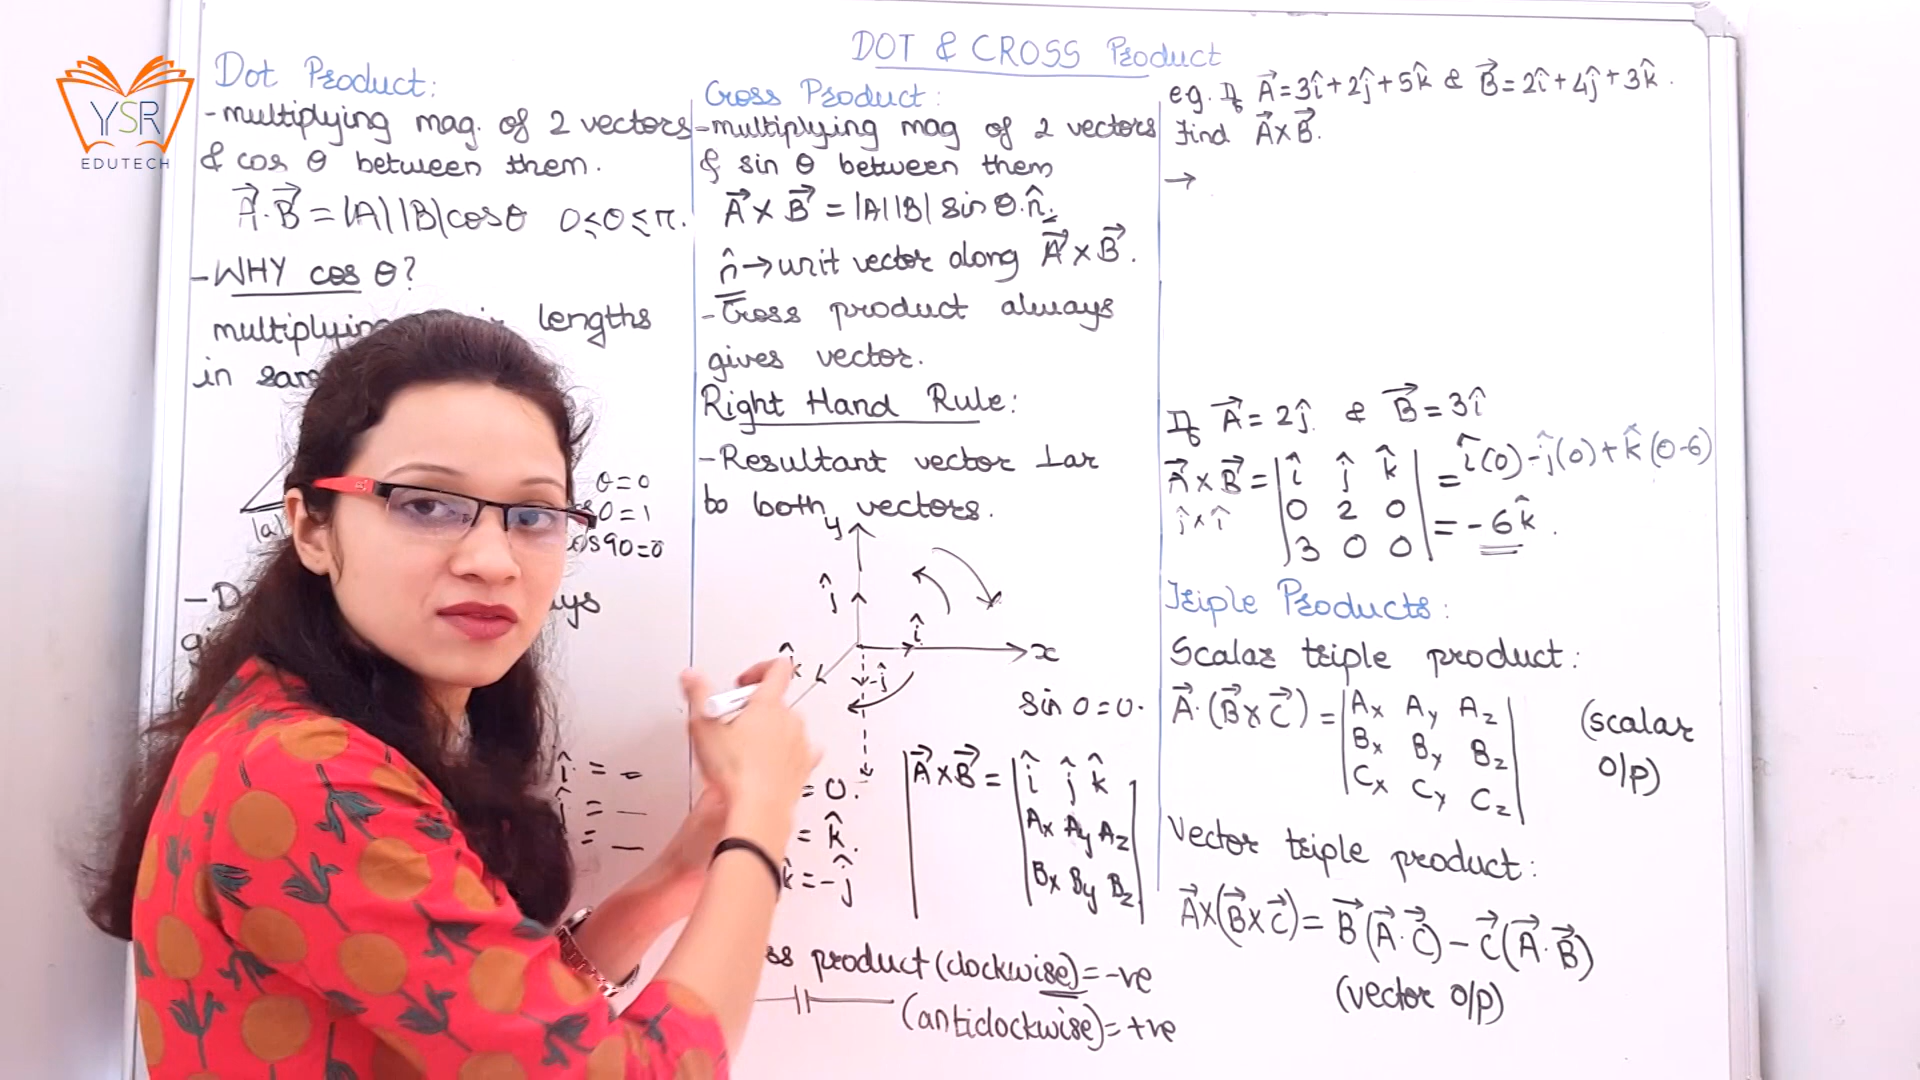 YSR
EDUTECH
DOT & CROSS Product
Dot Product:
-multiplying mag. of 2 vectors
& cos θ between them.
A⃗.B⃗ = |A||B|cosθ 0≤θ≤π.
-WHY cos θ?
multiplying lengths
in
|a|
θ=0
0=1
cos90=0
î = -
= -
= -
Cross Product:
-multiplying mag of 2 vectors
& sin θ between them
A⃗ × B⃗ = |A||B| sin θ.n̂.
n̂→unit vector along A⃗ × B⃗.
-Cross product always
gives vector.
Right Hand Rule:
-Resultant vector ⊥ar
to both vectors.
y
ĵ
î
x
k̂
-ĵ
sin 0=0.
= 0.
= k̂.
k̂ = -ĵ
A⃗ × B⃗ = | î ĵ k̂
Ax Ay Az
Bx By Bz |
product (clockwise) = -ve
(anticlockwise) = +ve
eg. If A⃗ = 3î + 2ĵ + 5k̂ & B⃗ = 2î + 4ĵ + 3k̂.
find A⃗×B⃗.
→
If A⃗ = 2ĵ. & B⃗ = 3î
A⃗ × B⃗ = | î ĵ k̂ | = î(0) - ĵ(0) + k̂(0-6)
ĵ × î 0 2 0 = -6k̂.
3 0 0
Triple Products:
Scalar triple product:
A⃗.(B⃗×C⃗) = | Ax Ay Az
Bx By Bz
Cx Cy Cz | (scalar
o/p)
Vector triple product:
A⃗×(B⃗×C⃗) = B⃗(A⃗.C⃗) - C⃗(A⃗.B⃗)
(vector o/p)